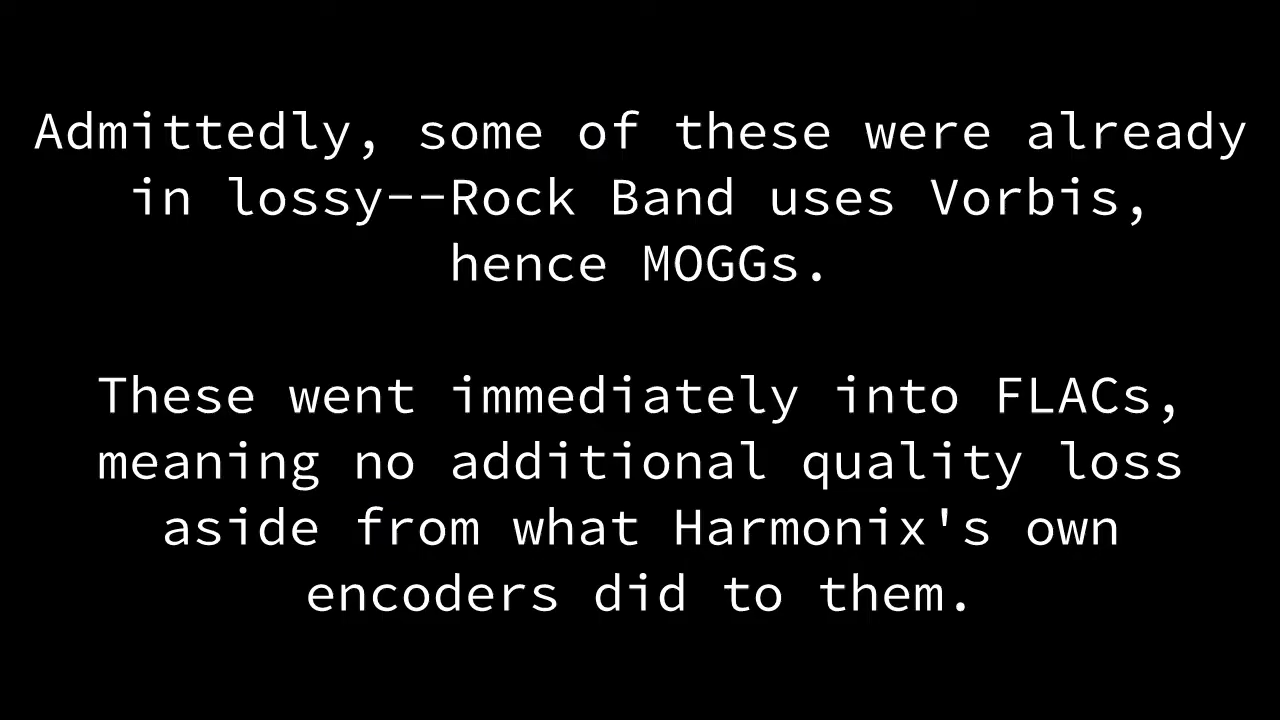 Admittedly, some of these were already
in lossy--Rock Band uses Vorbis,
hence MOGGs.
These went immediately into FLACs,
meaning no additional quality loss
aside from what Harmonix's own
encoders did to them.